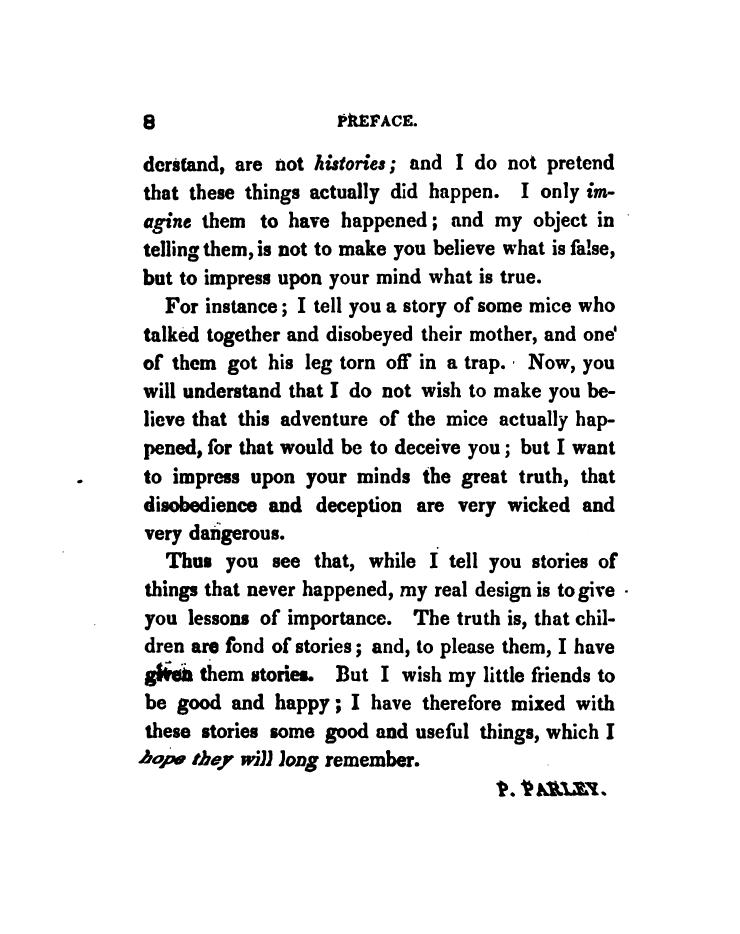 8 PREFACE.
derstand, are not histories; and I do not pretend
that these things actually did happen. I only im-
agine them to have happened; and my object in
telling them, is not to make you believe what is false,
but to impress upon your mind what is true.
For instance; I tell you a story of some mice who
talked together and disobeyed their mother, and one
of them got his leg torn off in a trap. Now, you
will understand that I do not wish to make you be-
lieve that this adventure of the mice actually hap-
pened, for that would be to deceive you; but I want
to impress upon your minds the great truth, that
disobedience and deception are very wicked and
very dangerous.
Thus you see that, while I tell you stories of
things that never happened, my real design is to give
you lessons of importance. The truth is, that chil-
dren are fond of stories; and, to please them, I have
given them stories. But I wish my little friends to
be good and happy; I have therefore mixed with
these stories some good and useful things, which I
hope they will long remember.
P. PARLEY.